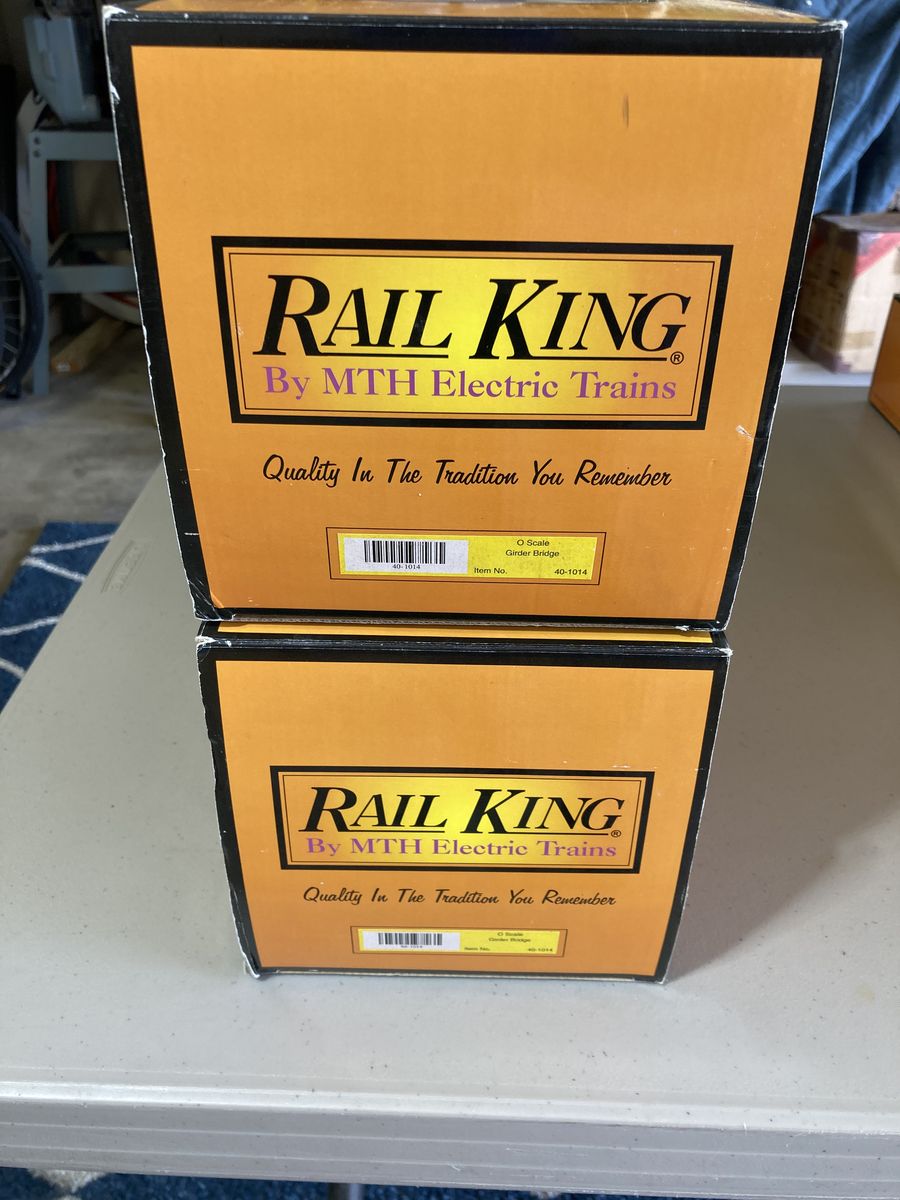 RAIL KING®
By MTH Electric Trains
Quality In The Tradition You Remember
O Scale
Girder Bridge
40-1014
Item No. 40-1014
RAIL KING®
By MTH Electric Trains
Quality In The Tradition You Remember
O Scale
Girder Bridge
40-1014
Item No. 40-1014